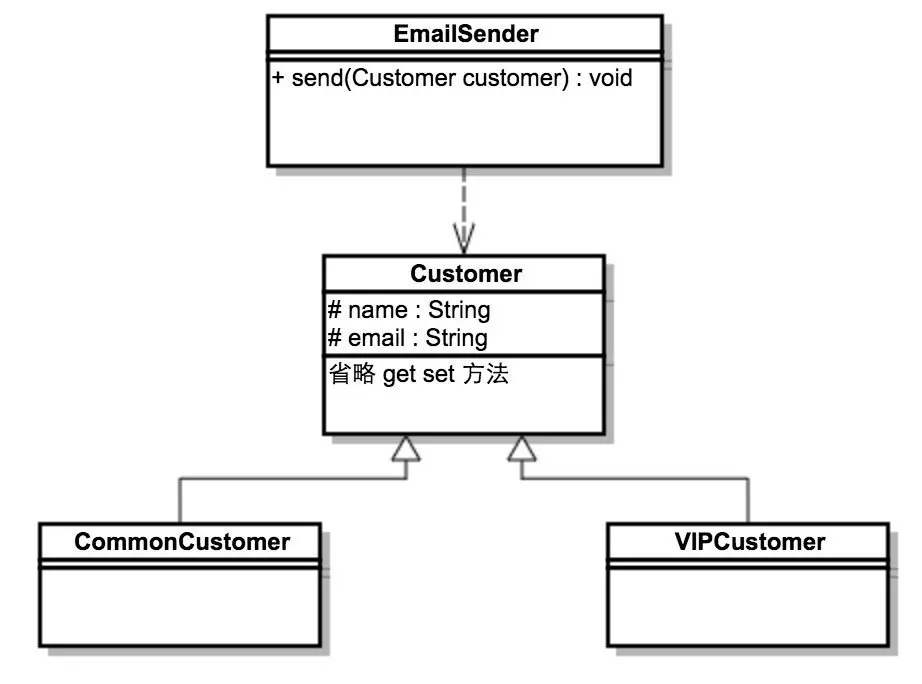 EmailSender
+ send(Customer customer) : void
Customer
# name : String
# email : String
省略 get set 方法
CommonCustomer
VIPCustomer